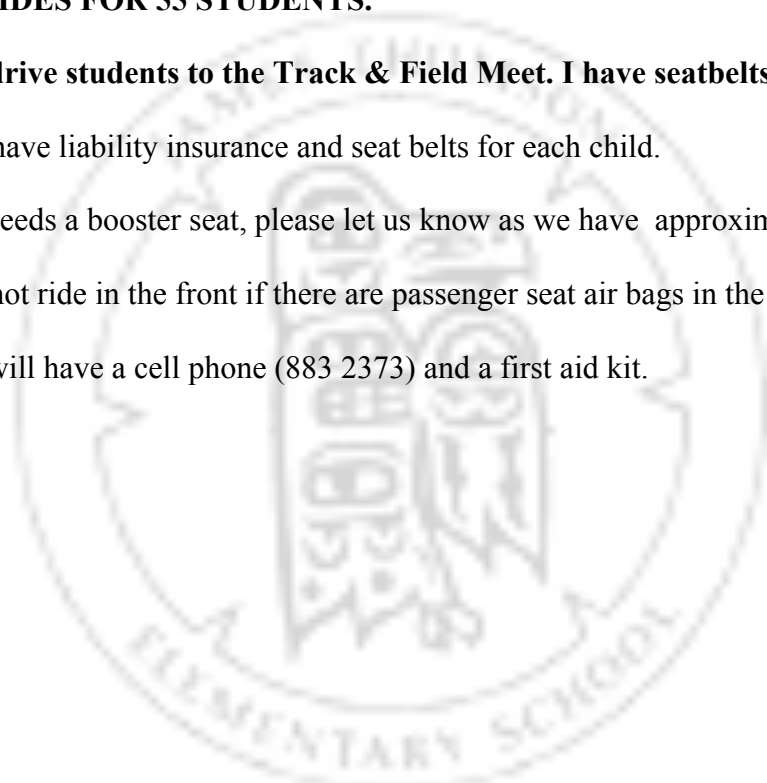 IDES FOR 55 STUDENTS.
drive students to the Track & Field Meet. I have seatbelts
have liability insurance and seat belts for each child.
eeds a booster seat, please let us know as we have approxim
not ride in the front if there are passenger seat air bags in the
will have a cell phone (883 2373) and a first aid kit.
JAMES THOMSON
ELEMENTARY SCHOOL